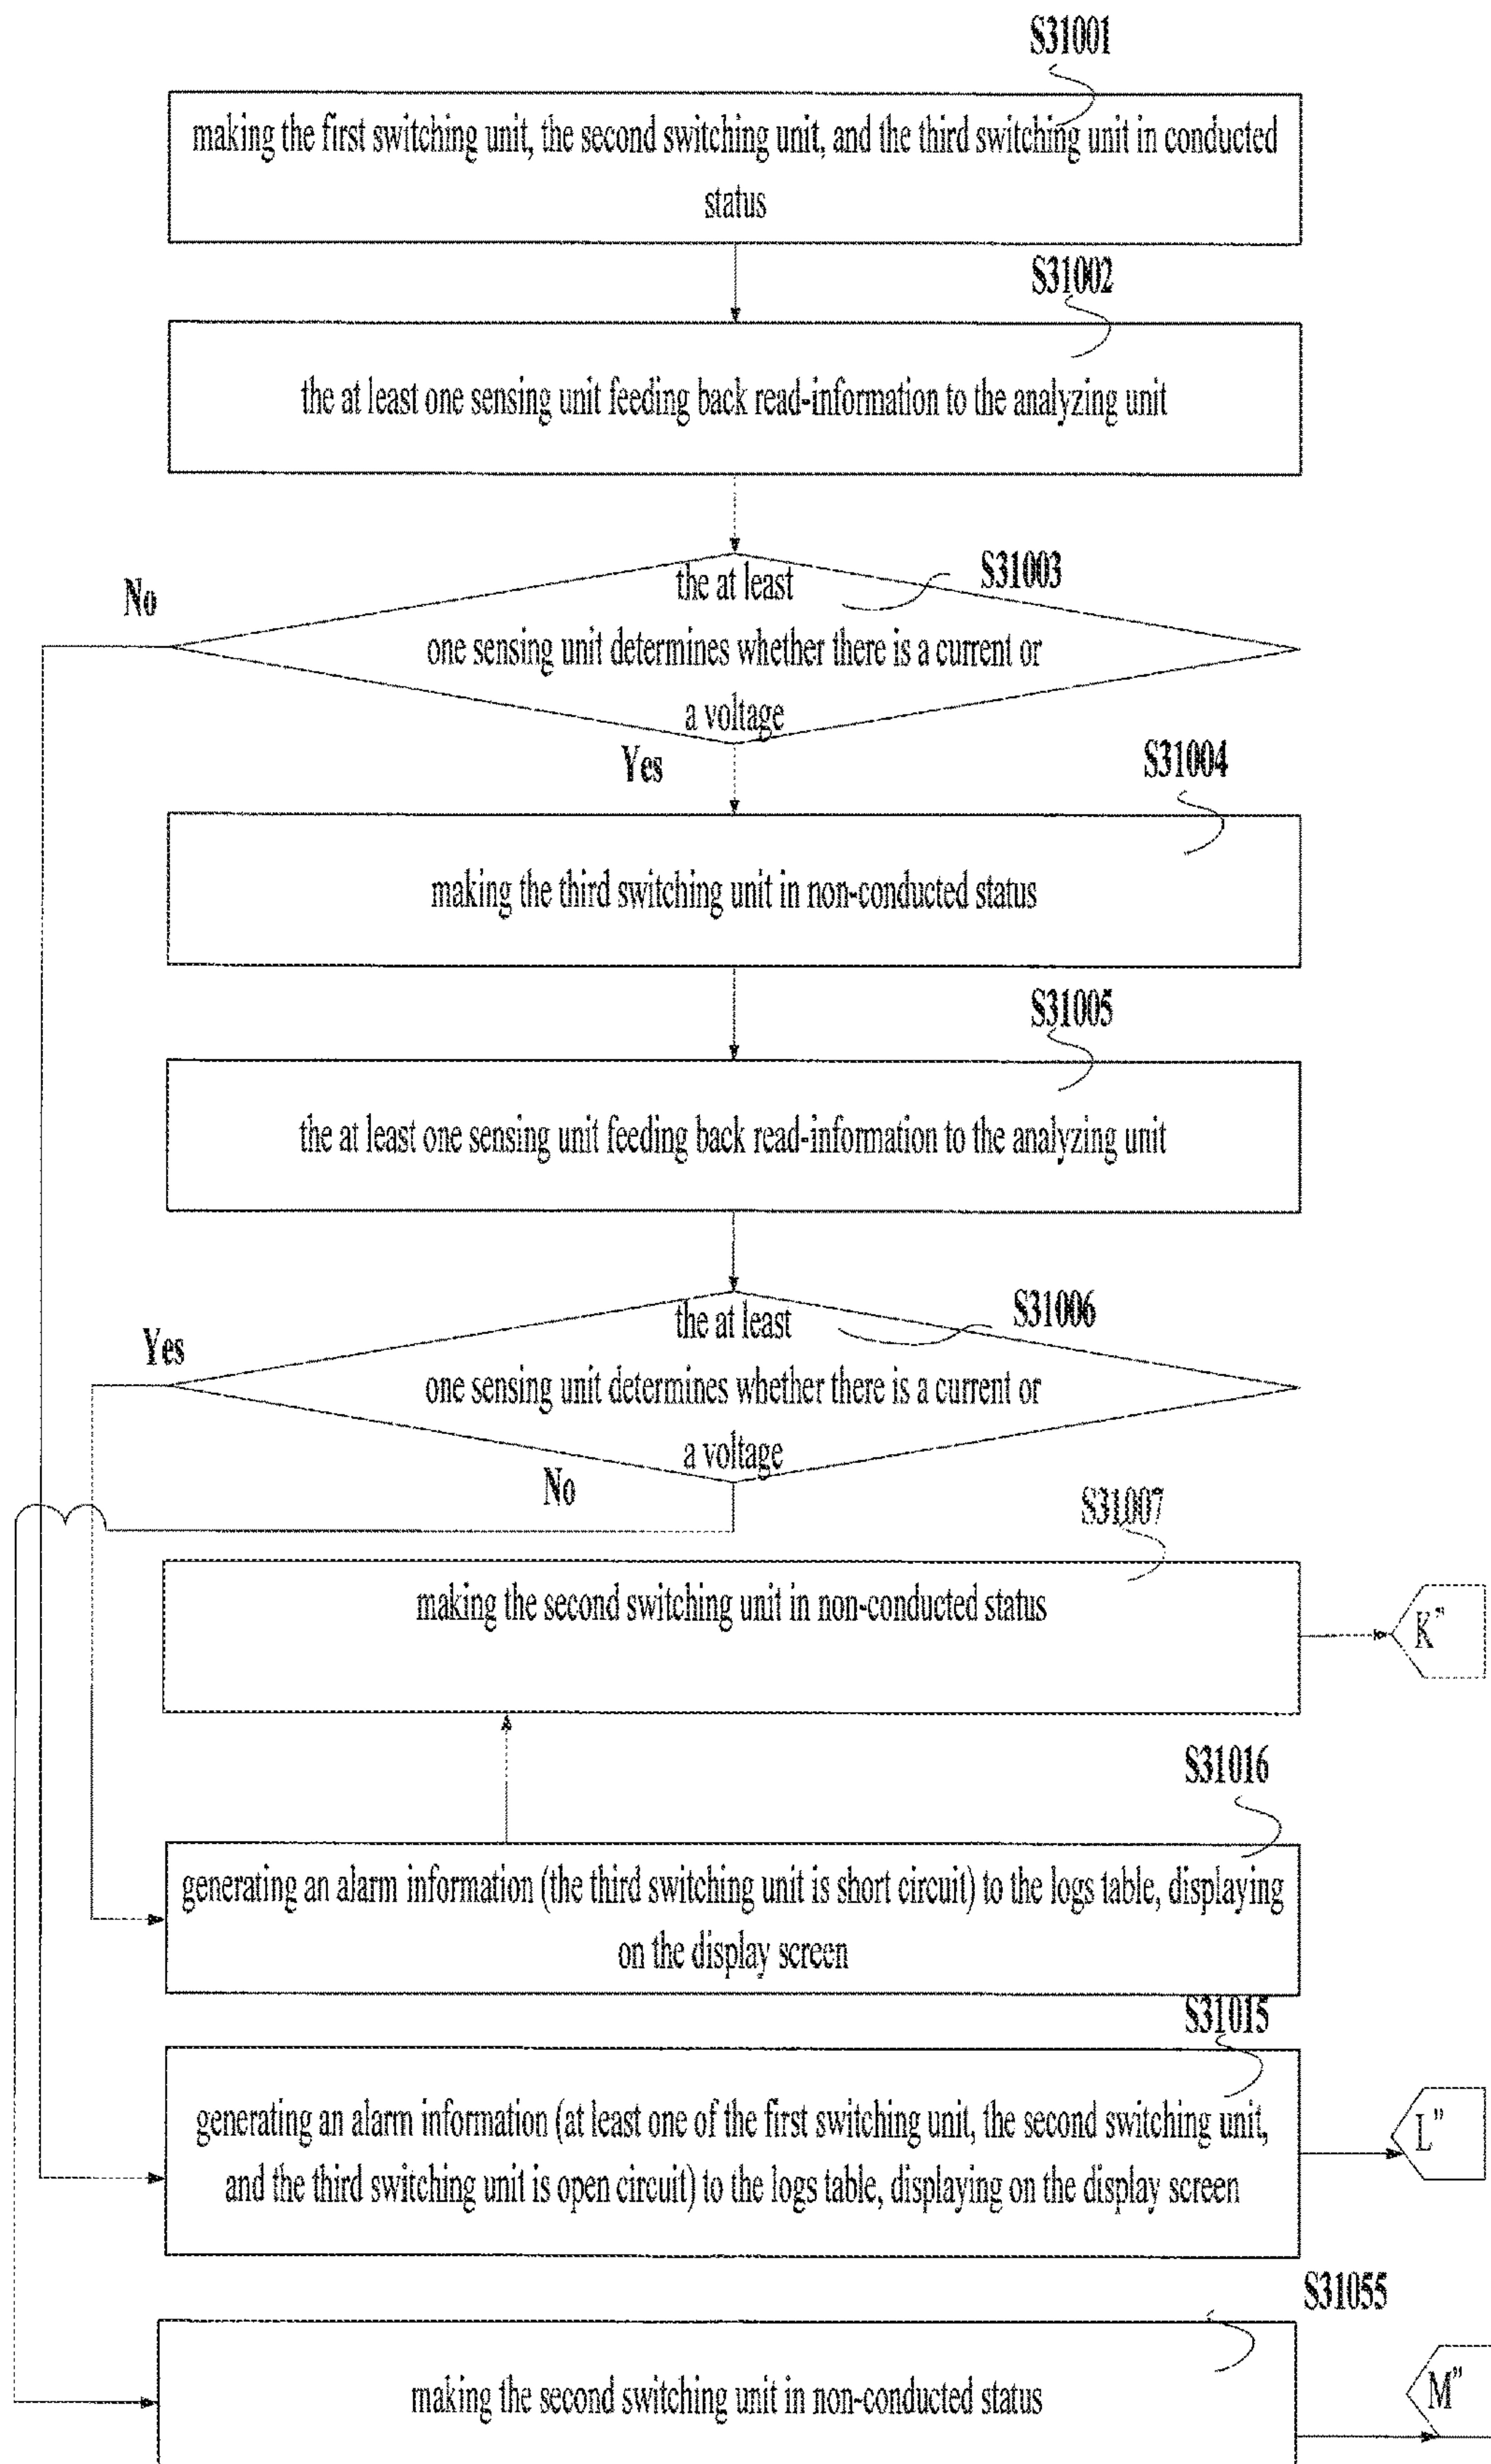 S31001
making the first switching unit, the second switching unit, and the third switching unit in conducted
status
S31002
the at least one sensing unit feeding back read-information to the analyzing unit
S31003
No
the at least
one sensing unit determines whether there is a current or
a voltage
Yes
S31004
making the third switching unit in non-conducted status
S31005
the at least one sensing unit feeding back read-information to the analyzing unit
S31006
Yes
the at least
one sensing unit determines whether there is a current or
a voltage
No
S31007
making the second switching unit in non-conducted status
K"
S31016
generating an alarm information (the third switching unit is short circuit) to the logs table, displaying
on the display screen
S31015
generating an alarm information (at least one of the first switching unit, the second switching unit,
and the third switching unit is open circuit) to the logs table, displaying on the display screen
L"
S31055
making the second switching unit in non-conducted status
M"